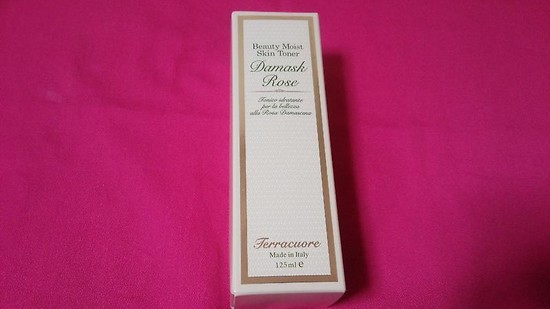 Beauty Moist
Skin Toner
Damask
Rose
Tonico idratante
per la bellezza
alla Rosa Damascena
Terracuore
Made in Italy
125ml e